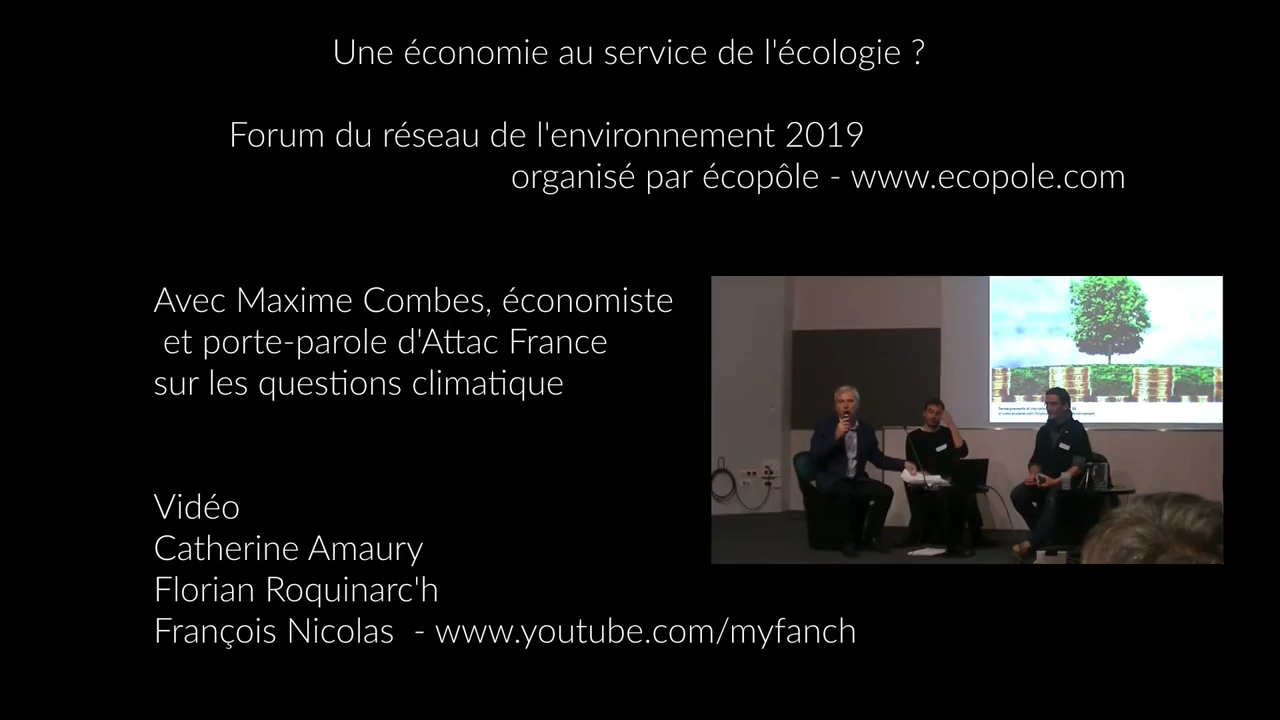 Une économie au service de l'écologie ?
Forum du réseau de l'environnement 2019
organisé par écopôle - www.ecopole.com
Avec Maxime Combes, économiste
et porte-parole d'Attac France
sur les questions climatique
Vidéo
Catherine Amaury
Florian Roquinarc'h
François Nicolas - www.youtube.com/myfanch